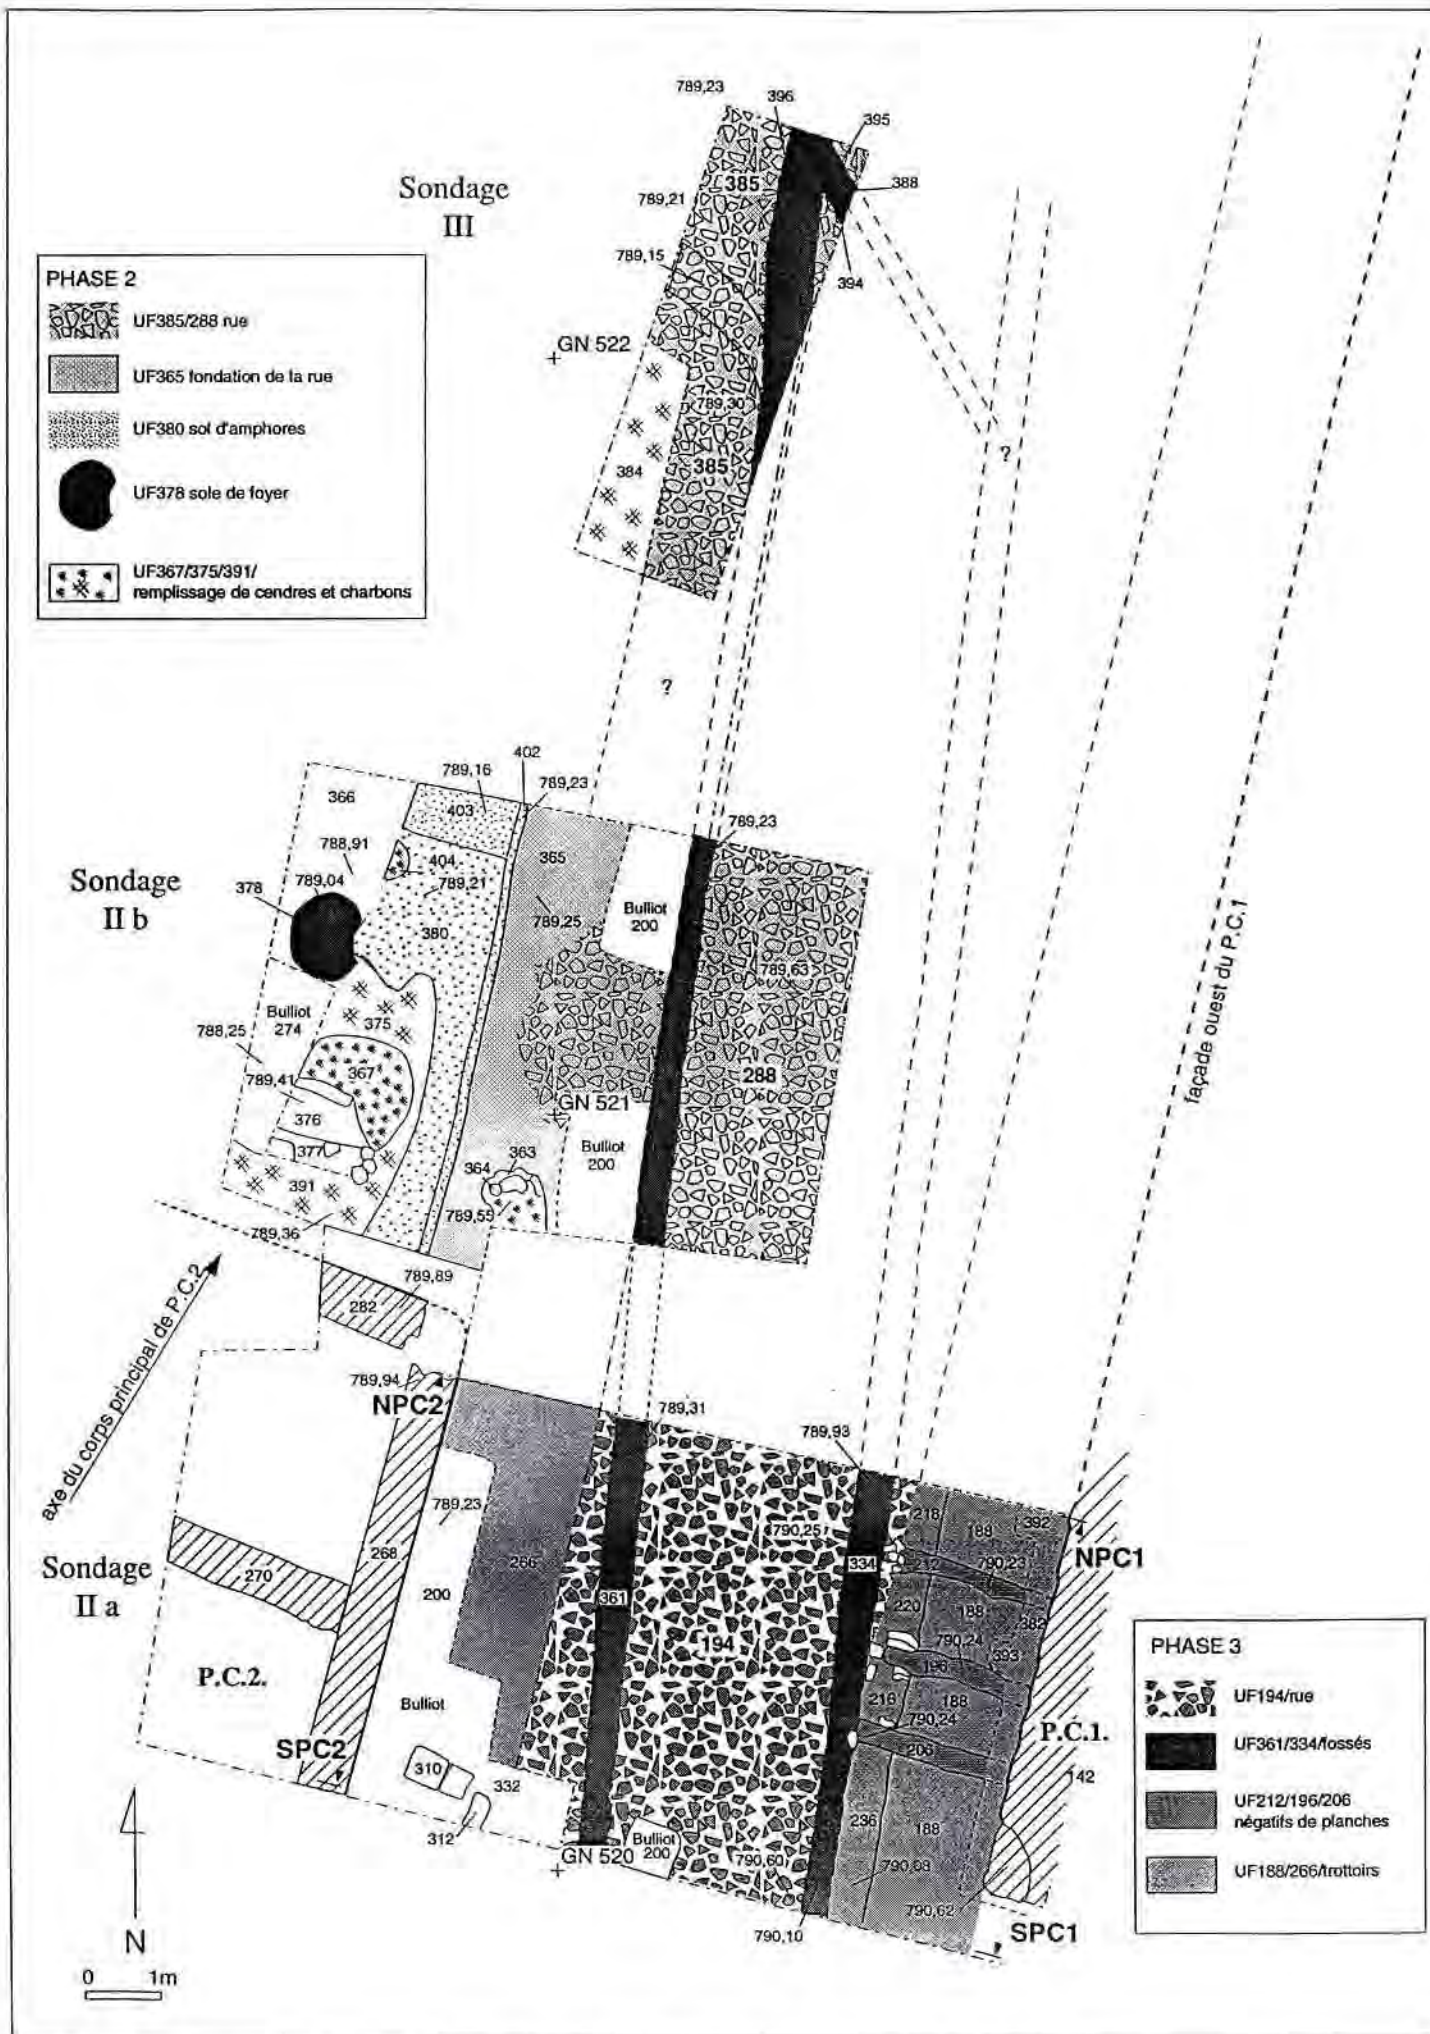 789,23
396
395
388
385
789,21
789,15
394
Sondage
III
GN 522
789,30
384
385
?
?
PHASE 2
UF385/288 rue
UF365 fondation de la rue
UF380 sol d'amphores
UF378 sole de foyer
UF367/375/391/
remplissage de cendres et charbons
façade ouest du P.C.1
Sondage
II b
366
789,16
402
789,23
403
788,91
404
789,04
378
789,21
365
789,23
789,25
Bulliot
200
380
789,63
Bulliot
274
375
788,25
367
789,41
376
377
391
789,36
GN 521
288
364
363
Bulliot
200
789,55
axe du corps principal de P.C.2
789,89
282
789,94
NPC2
789,31
789,93
789,23
268
270
200
266
361
194
790,25
334
218
188
392
212
790,23
NPC1
220
188
382
790,24
393
196
216
188
790,24
206
P.C.1.
142
236
188
790,08
790,62
SPC1
Sondage
II a
P.C.2.
Bulliot
SPC2
310
332
312
GN 520
Bulliot
200
790,60
790,10
N
0 1m
PHASE 3
UF194/rue
UF361/334/fossés
UF212/196/206
négatifs de planches
UF188/266/trottoirs